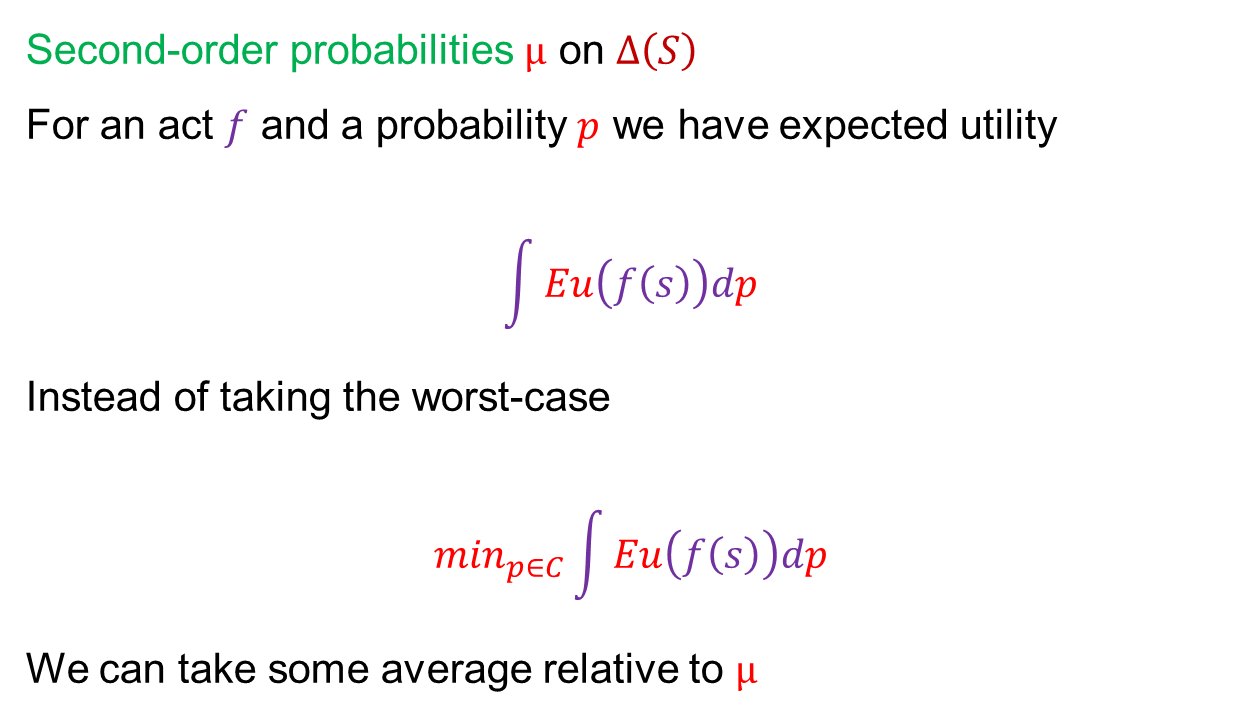 Second-order probabilities μ on Δ(S)
For an act f and a probability p we have expected utility
∫ Eu(f(s))dp
Instead of taking the worst-case
min_{p∈C} ∫ Eu(f(s))dp
We can take some average relative to μ